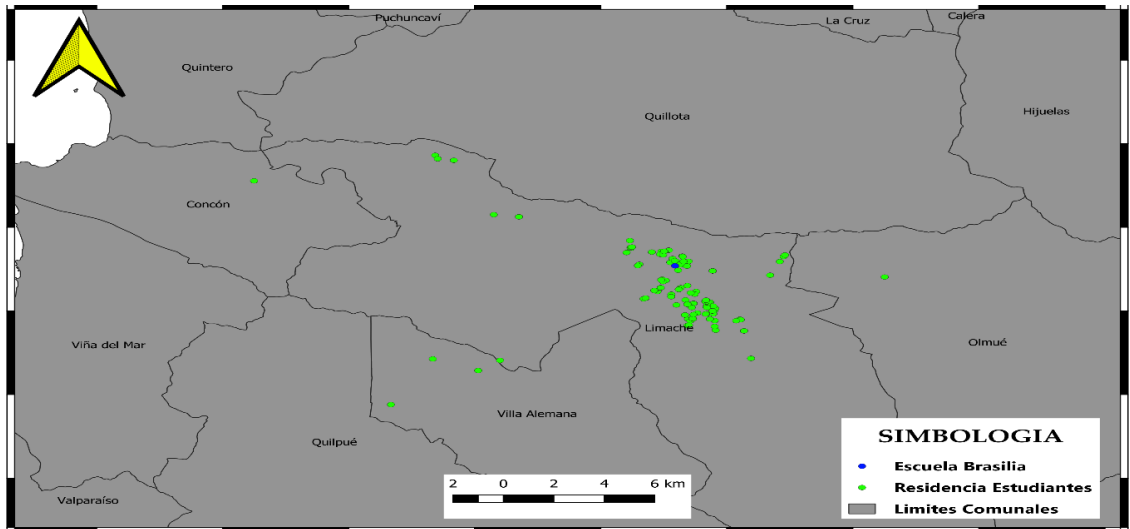 Puchuncaví
La Cruz
Calera
Quintero
Quillota
Hijuelas
Concón
Viña del Mar
Limache
Olmué
Villa Alemana
Quilpué
Valparaíso
2 0 2 4 6 km
SIMBOLOGIA
Escuela Brasilia
Residencia Estudiantes
Limites Comunales